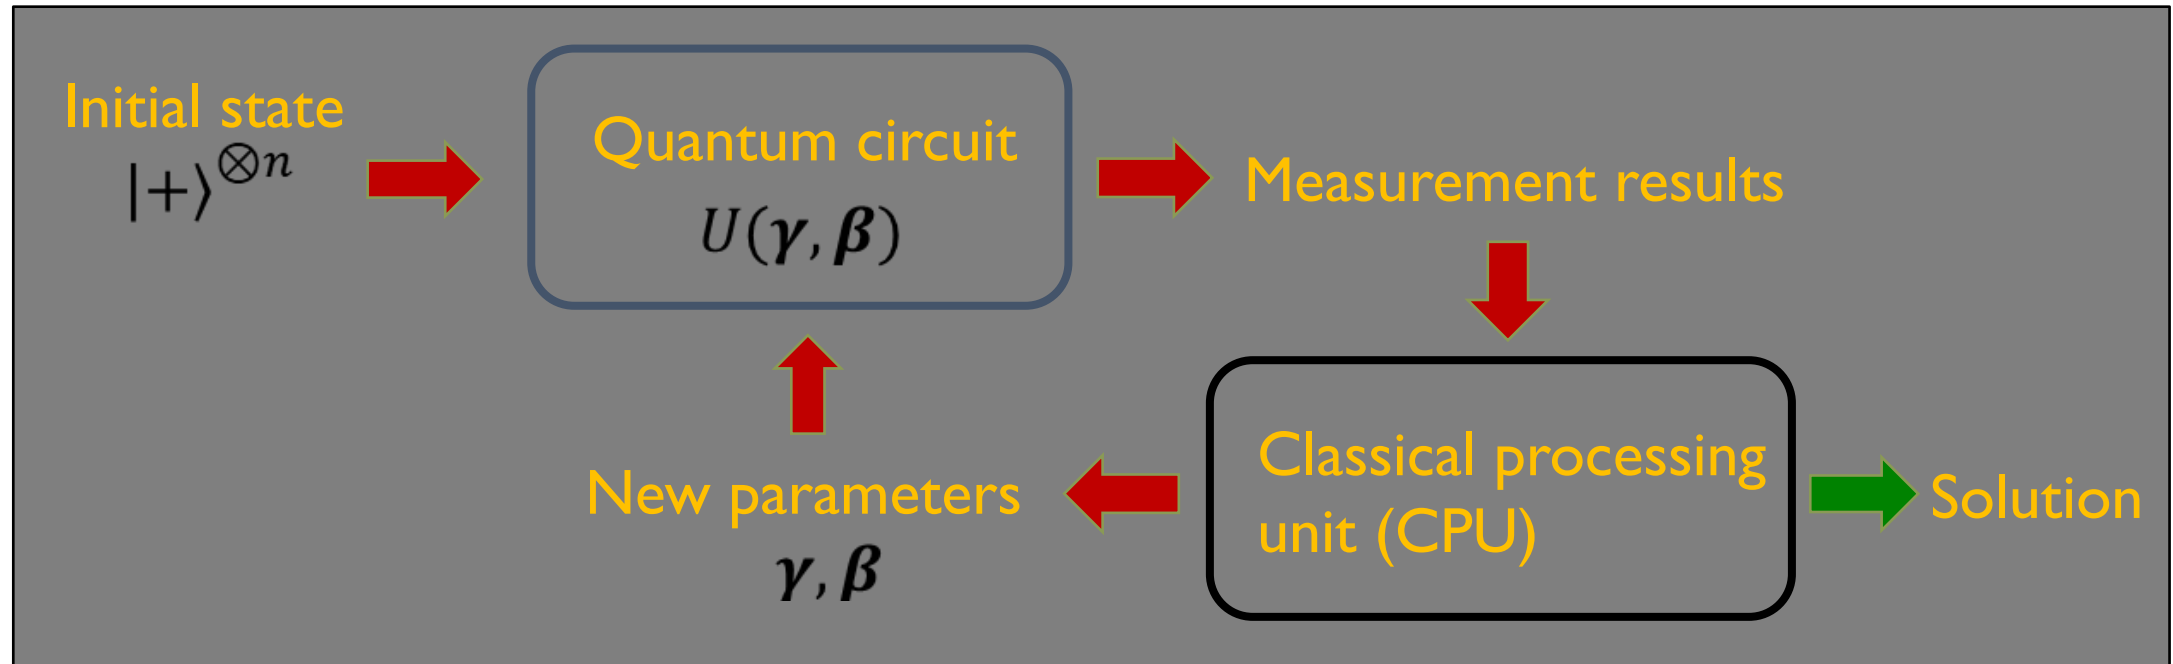 Initial state
|+⟩^⊗n
Quantum circuit
U(γ, β)
Measurement results
Classical processing
unit (CPU)
New parameters
γ, β
Solution